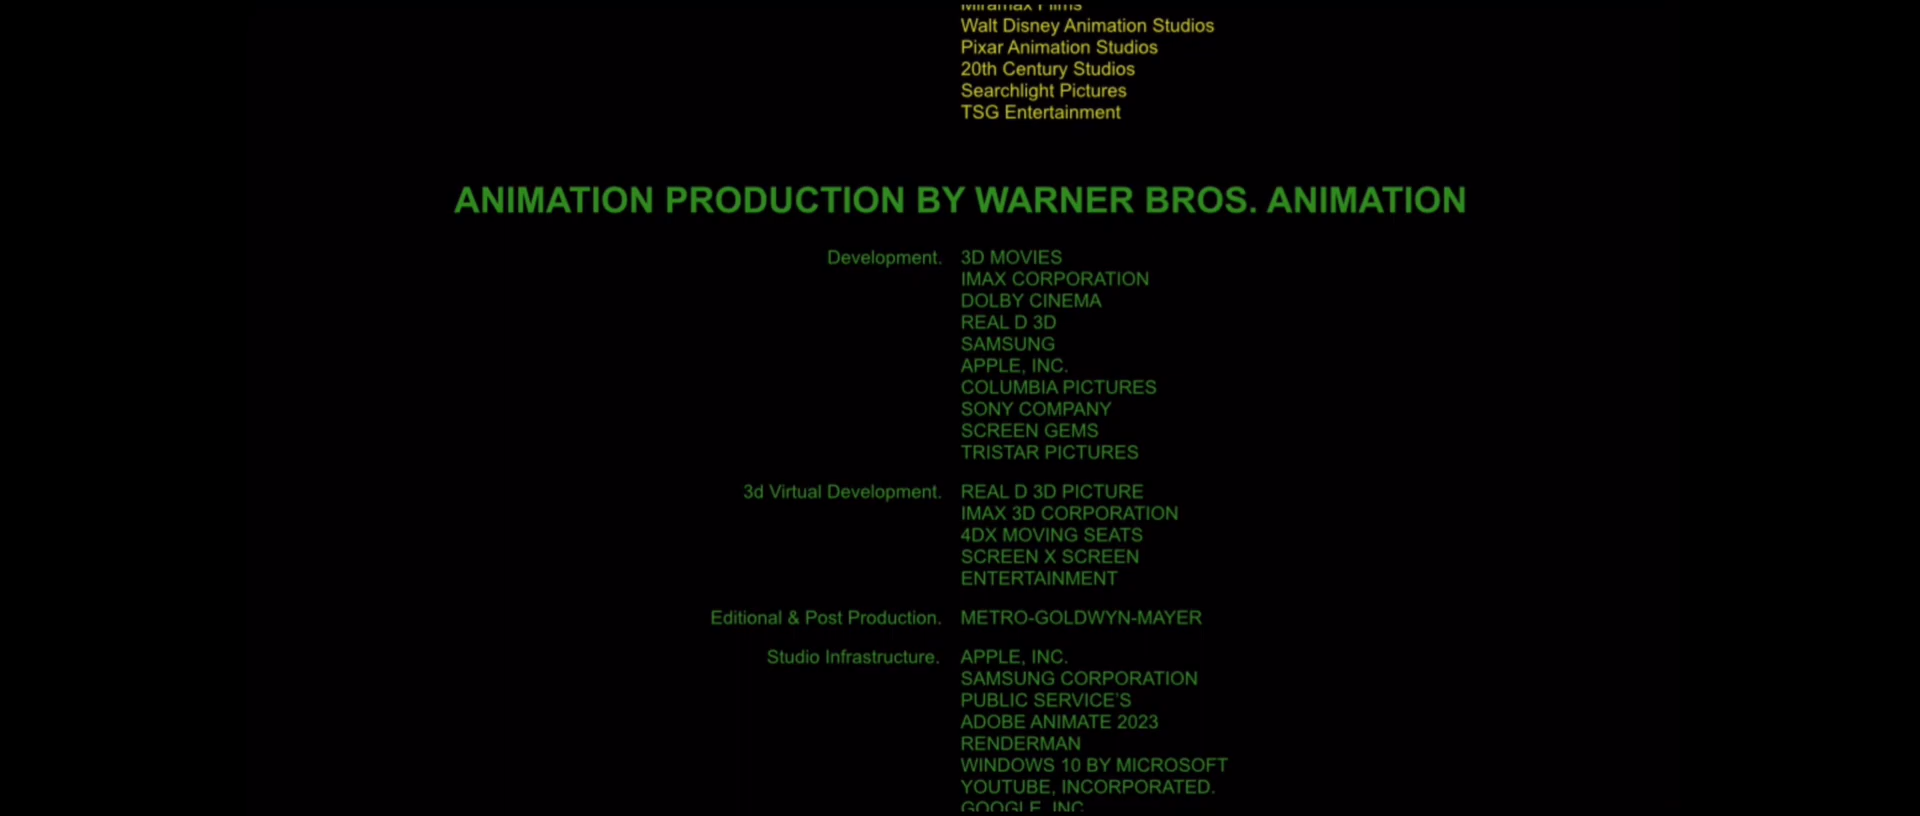 Miramax Films
Walt Disney Animation Studios
Pixar Animation Studios
20th Century Studios
Searchlight Pictures
TSG Entertainment
ANIMATION PRODUCTION BY WARNER BROS. ANIMATION
Development. 3D MOVIES
IMAX CORPORATION
DOLBY CINEMA
REAL D 3D
SAMSUNG
APPLE, INC.
COLUMBIA PICTURES
SONY COMPANY
SCREEN GEMS
TRISTAR PICTURES
3d Virtual Development. REAL D 3D PICTURE
IMAX 3D CORPORATION
4DX MOVING SEATS
SCREEN X SCREEN
ENTERTAINMENT
Editional & Post Production. METRO-GOLDWYN-MAYER
Studio Infrastructure. APPLE, INC.
SAMSUNG CORPORATION
PUBLIC SERVICE’S
ADOBE ANIMATE 2023
RENDERMAN
WINDOWS 10 BY MICROSOFT
YOUTUBE, INCORPORATED.
GOOGLE, INC